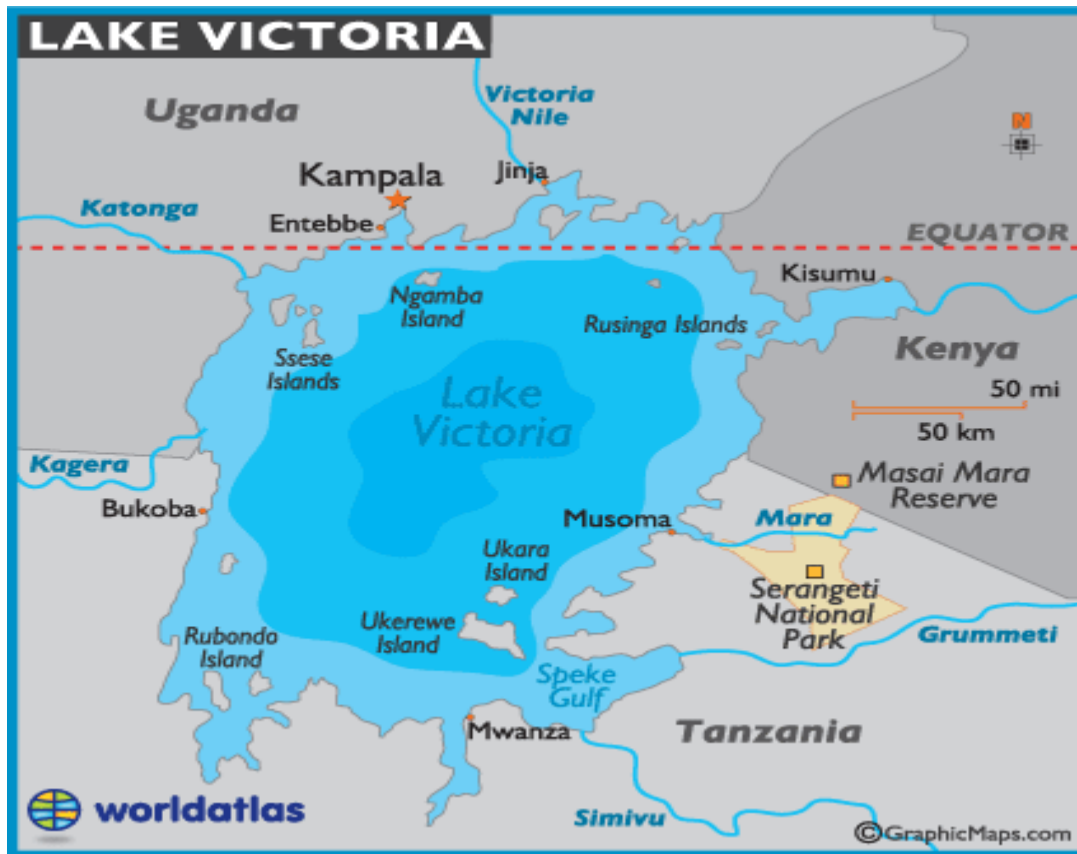 LAKE VICTORIA
Uganda
Victoria
Nile
Kampala
Jinja
Katonga
Entebbe
N
EQUATOR
Kisumu
Ngamba
Island
Rusinga Islands
Ssese
Islands
Kenya
Lake
Victoria
50 mi
50 km
Kagera
Masai Mara
Reserve
Bukoba
Musoma
Mara
Ukara
Island
Serangeti
National
Park
Ukerewe
Island
Rubondo
Island
Grummeti
Speke
Gulf
Mwanza
Tanzania
worldatlas
Simivu
©GraphicMaps.com